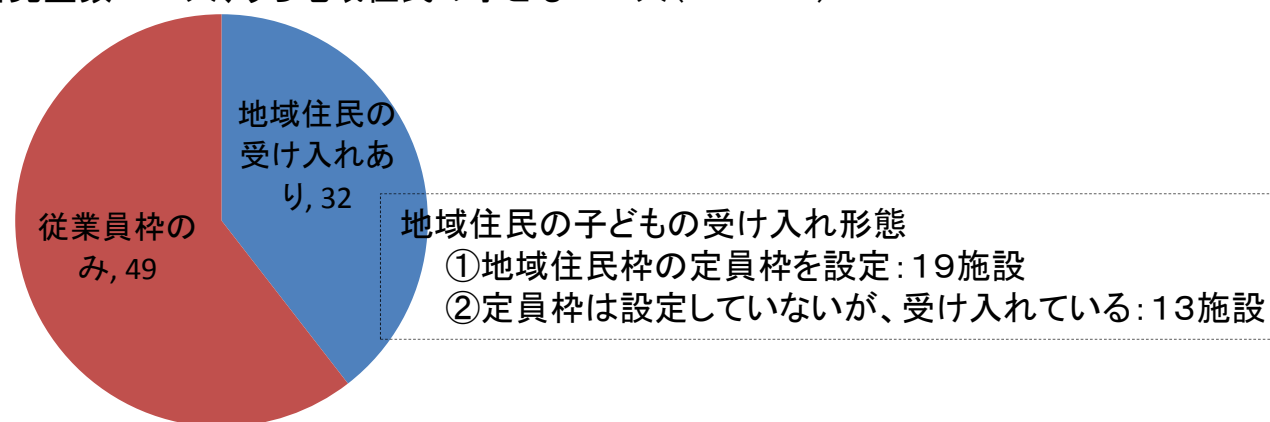 地域住民の
受け入れあ
り, 32
従業員枠の
み, 49
地域住民の子どもの受け入れ形態
①地域住民枠の定員枠を設定：１９施設
②定員枠は設定していないが、受け入れている：１３施設